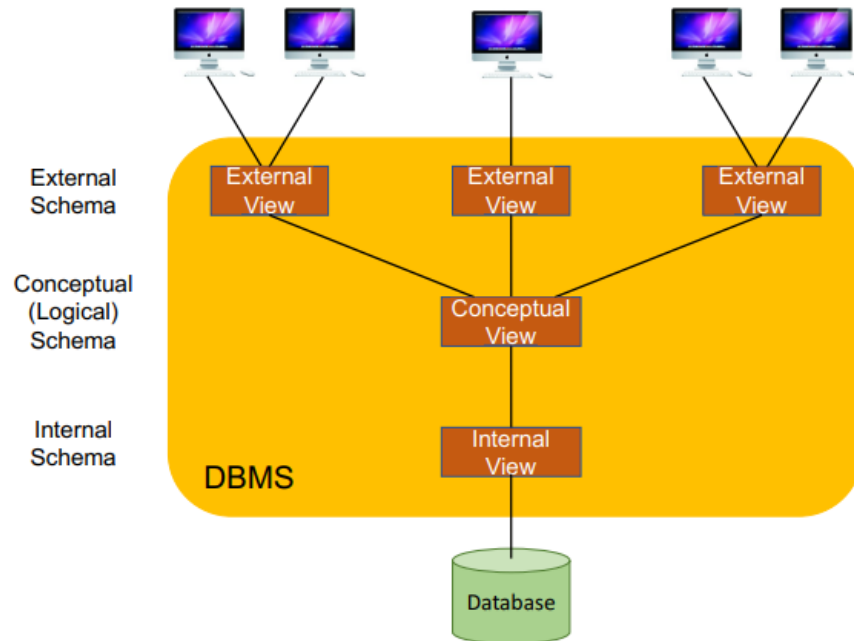 External
Schema
External
View
External
View
External
View
Conceptual
(Logical)
Schema
Conceptual
View
Internal
Schema
Internal
View
DBMS
Database